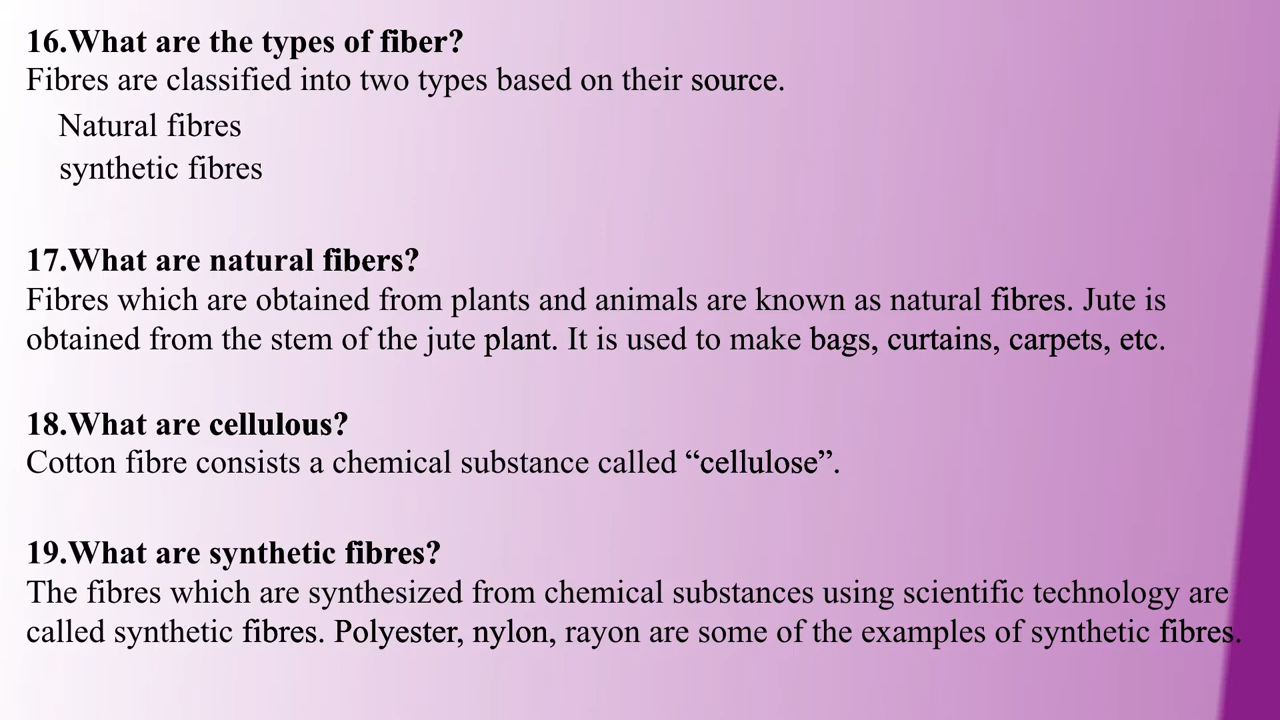 16.What are the types of fiber?
Fibres are classified into two types based on their source.
Natural fibres
synthetic fibres
17.What are natural fibers?
Fibres which are obtained from plants and animals are known as natural fibres. Jute is
obtained from the stem of the jute plant. It is used to make bags, curtains, carpets, etc.
18.What are cellulous?
Cotton fibre consists a chemical substance called “cellulose”.
19.What are synthetic fibres?
The fibres which are synthesized from chemical substances using scientific technology are
called synthetic fibres. Polyester, nylon, rayon are some of the examples of synthetic fibres.